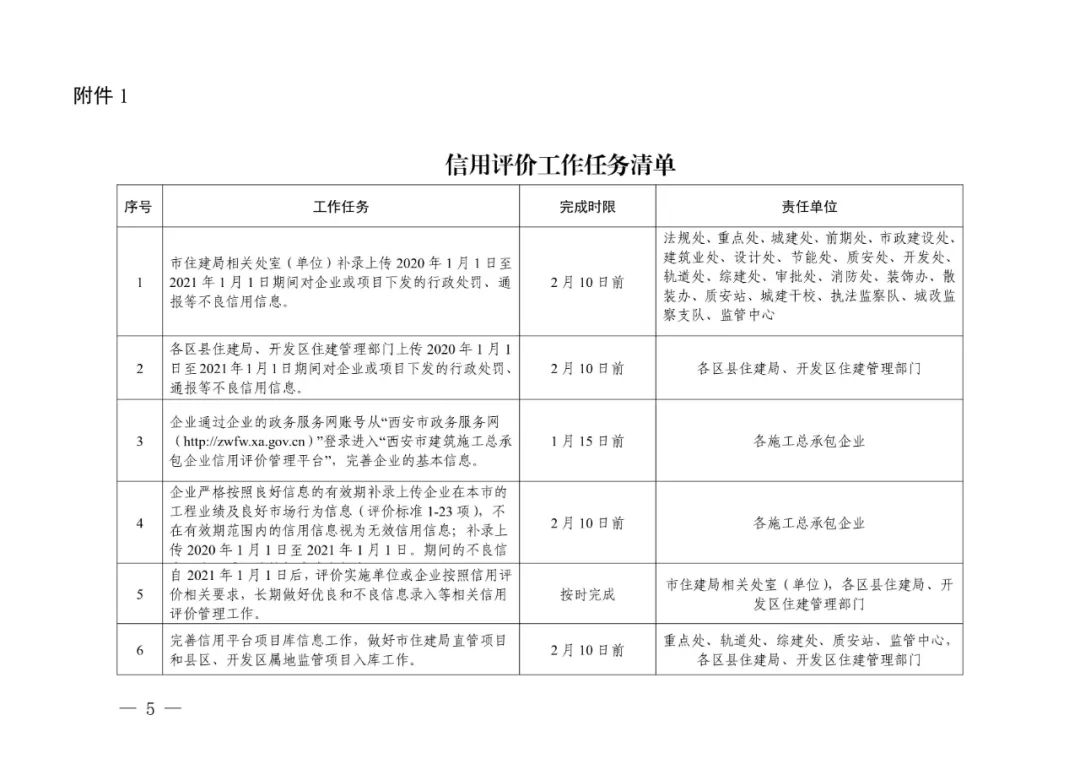 附件 1
信用评价工作任务清单
序号
工作任务
完成时限
责任单位
1
市住建局相关处室（单位）补录上传 2020 年 1 月 1 日至
2021 年 1 月 1 日期间对企业或项目下发的行政处罚、通
报等不良信用信息。
2 月 10 日前
法规处、重点处、城建处、前期处、市政建设处、
建筑业处、设计处、节能处、质安处、开发处、
轨道处、综建处、审批处、消防处、装饰办、散
装办、质安站、城建干校、执法监察队、城改监
察支队、监管中心
2
各区县住建局、开发区住建管理部门上传 2020 年 1 月 1
日至 2021 年 1 月 1 日期间对企业或项目下发的行政处罚、
通报等不良信用信息。
2 月 10 日前
各区县住建局、开发区住建管理部门
3
企业通过企业的政务服务网账号从“西安市政务服务网
（http://zwfw.xa.gov.cn）”登录进入“西安市建筑施工总承
包企业信用评价管理平台”，完善企业的基本信息。
1 月 15 日前
各施工总承包企业
4
企业严格按照良好信息的有效期补录上传企业在本市的
工程业绩及良好市场行为信息（评价标准 1-23 项），不
在有效期范围内的信用信息视为无效信用信息；补录上
传 2020 年 1 月 1 日至 2021 年 1 月 1 日。期间的不良信
2 月 10 日前
各施工总承包企业
5
自 2021 年 1 月 1 日后，评价实施单位或企业按照信用评
价相关要求，长期做好优良和不良信息录入等相关信用
评价管理工作。
按时完成
市住建局相关处室（单位），各区县住建局、开
发区住建管理部门
6
完善信用平台项目库信息工作，做好市住建局直管项目
和县区、开发区属地监管项目入库工作。
2 月 10 日前
重点处、轨道处、综建处、质安站、监管中心，
各区县住建局、开发区住建管理部门
— 5 —